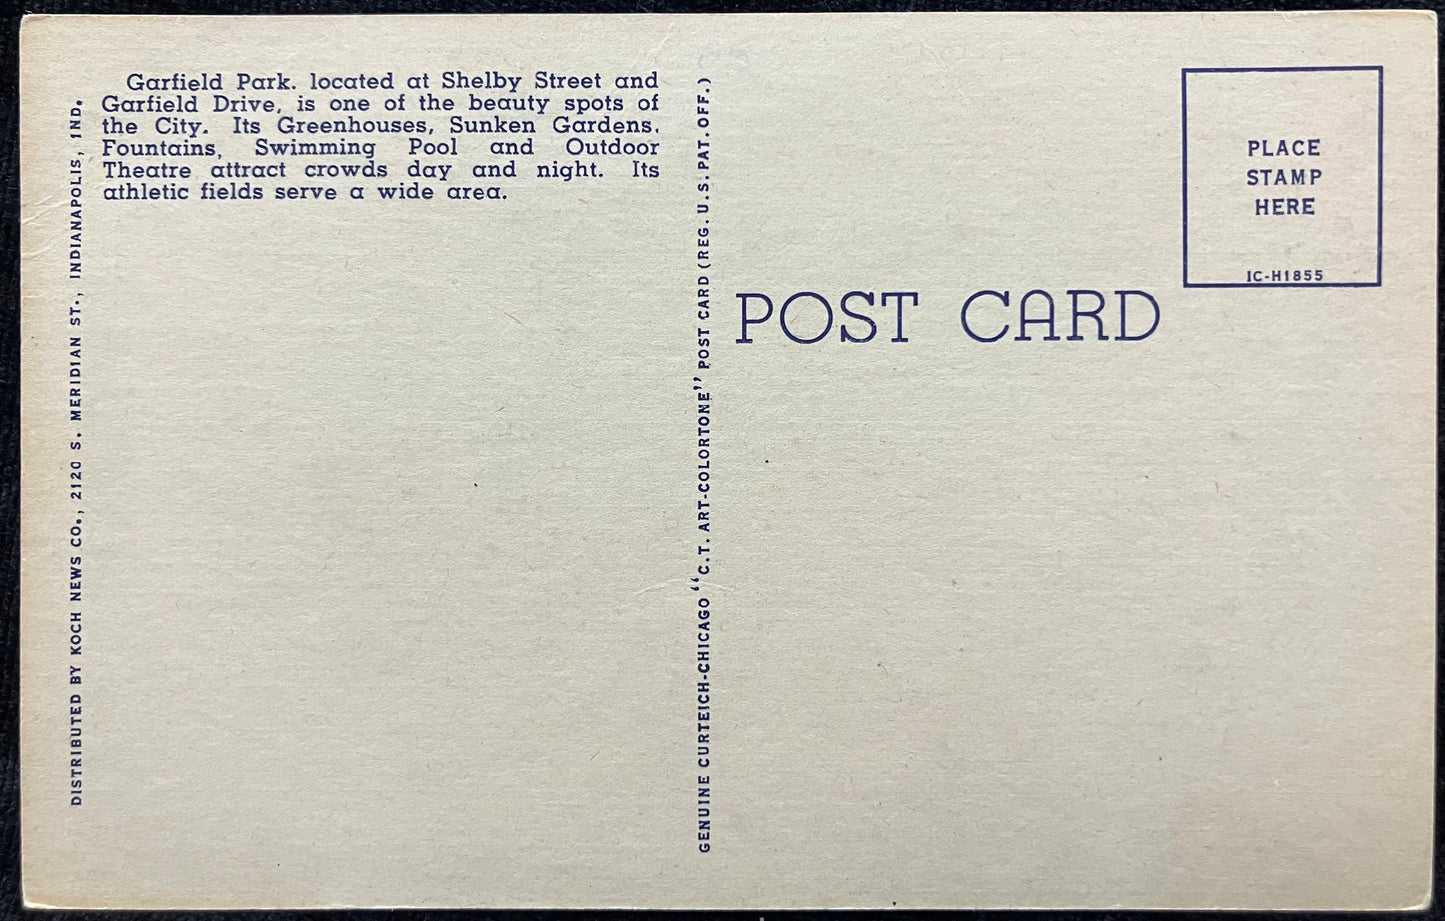 Garfield Park. located at Shelby Street and
Garfield Drive, is one of the beauty spots of
the City. Its Greenhouses, Sunken Gardens.
Fountains, Swimming Pool and Outdoor
Theatre attract crowds day and night. Its
athletic fields serve a wide area.
DISTRIBUTED BY KOCH NEWS CO., 2120 S. MERIDIAN ST., INDIANAPOLIS, IND.
GENUINE CURTEICH-CHICAGO "C.T. ART-COLORTONE" POST CARD (REG. U.S. PAT. OFF.)
POST CARD
PLACE
STAMP
HERE
IC-H1855